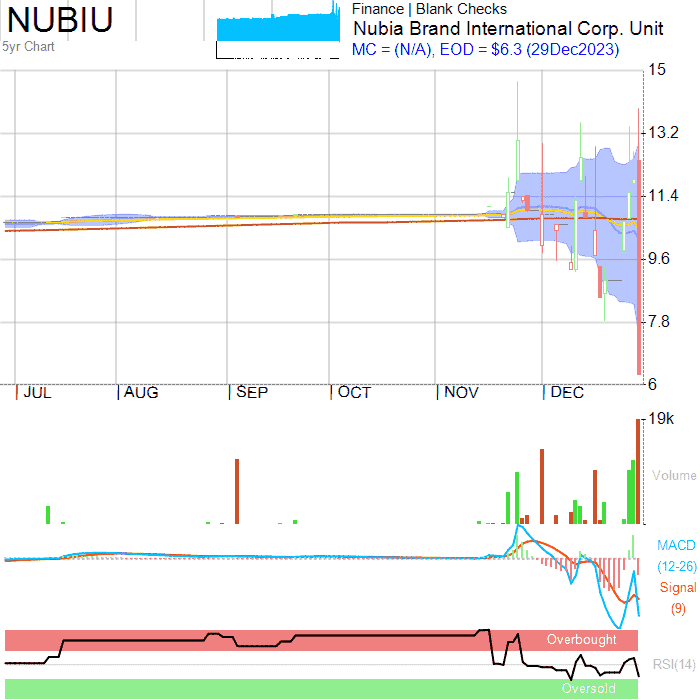 NUBIU
5yr Chart
Finance | Blank Checks
Nubia Brand International Corp. Unit
MC = (N/A), EOD = $6.3 (29Dec2023)
15
13.2
11.4
9.6
7.8
6
JUL AUG SEP OCT NOV DEC
19k
Volume
MACD
(12-26)
Signal
(9)
Overbought
RSI(14)
Oversold